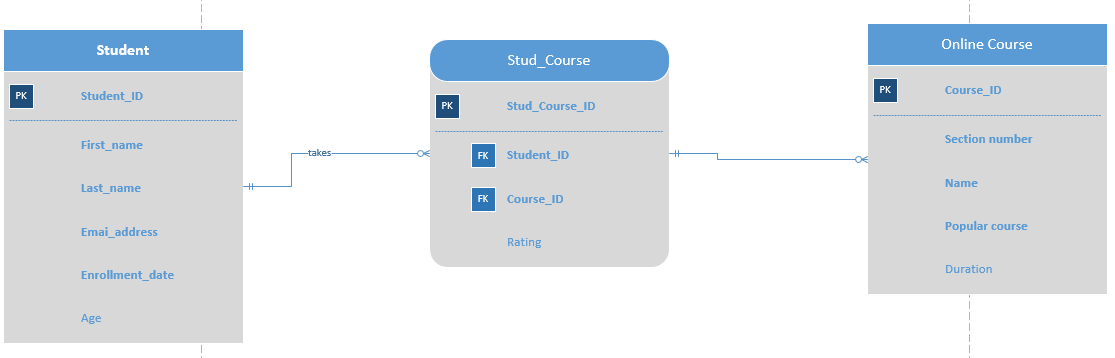 Student
PK Student_ID
First_name
Last_name
Emai_address
Enrollment_date
Age
takes
Stud_Course
PK Stud_Course_ID
FK Student_ID
FK Course_ID
Rating
Online Course
PK Course_ID
Section number
Name
Popular course
Duration